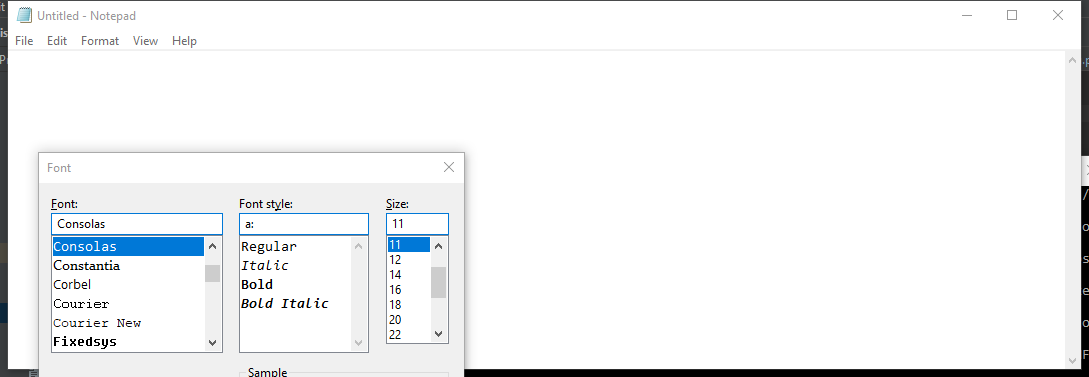 Untitled - Notepad
File Edit Format View Help
Font
Font: Font style: Size:
Consolas a: 11
Consolas Regular 11
Constantia Italic 12
Corbel Bold 14
Courier Bold Italic 16
Courier New 18
Fixedsys 20
22
Sample